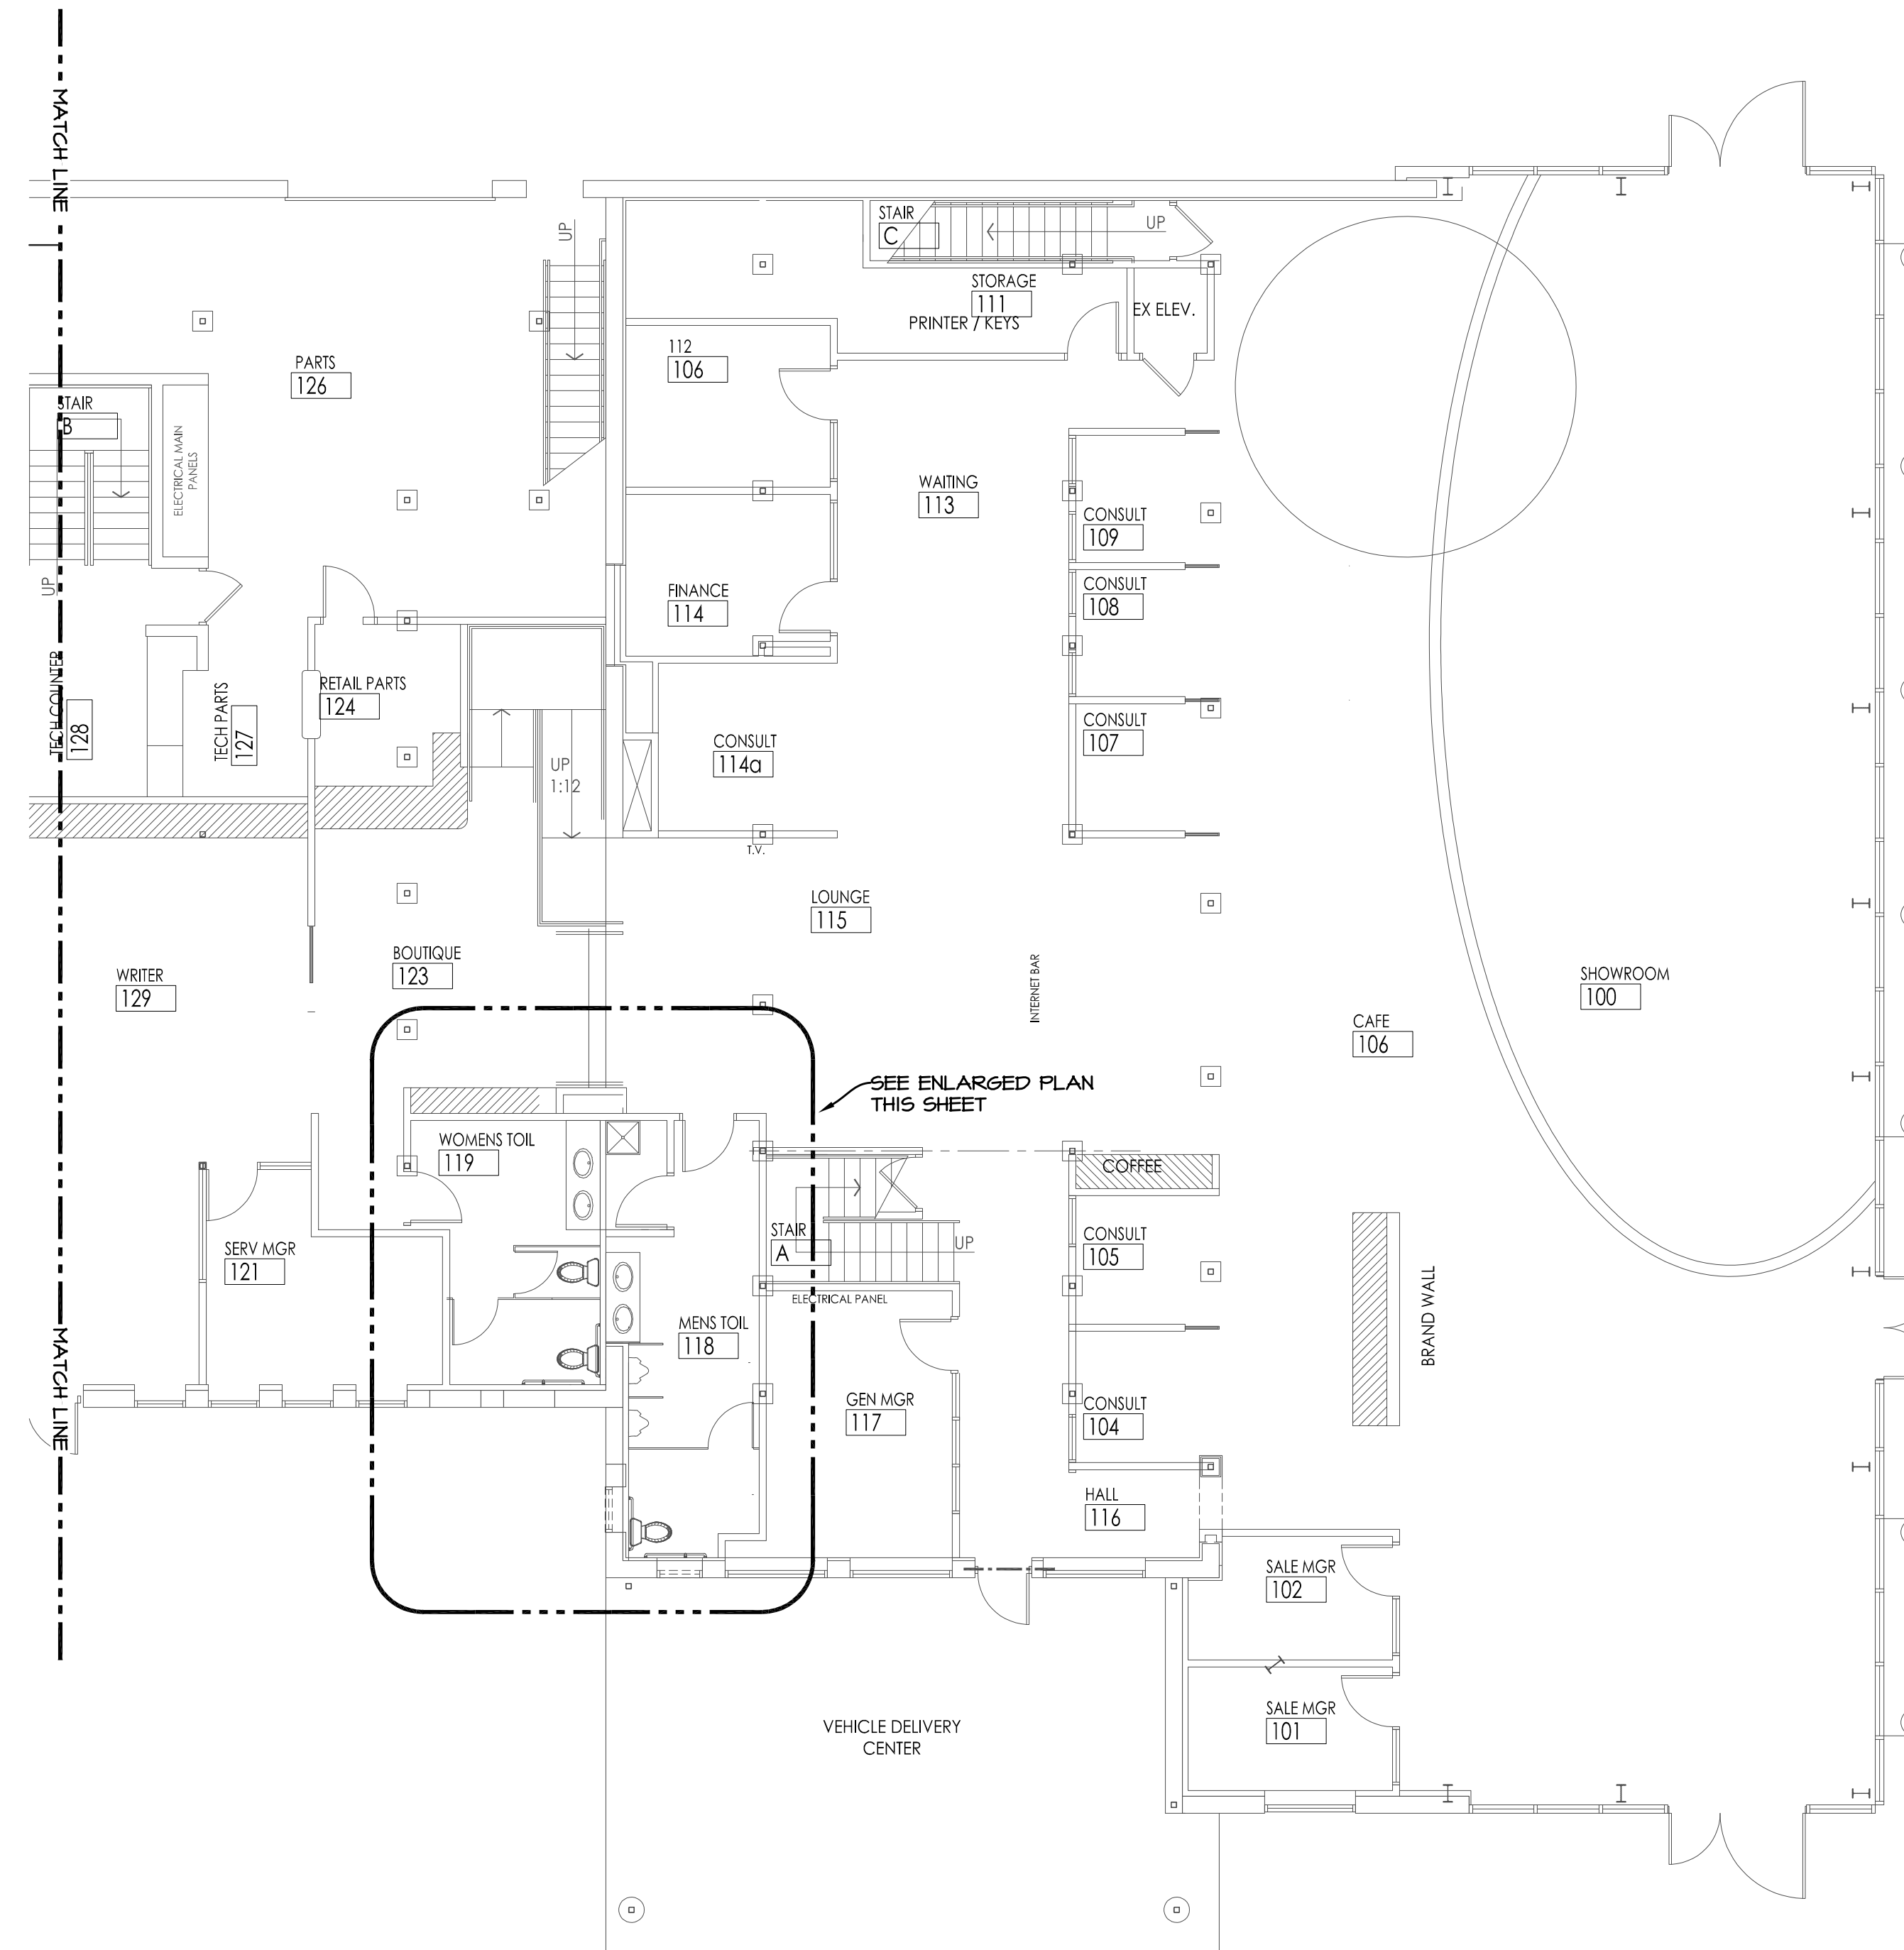 MATCH LINE
STAIR
C
UP
UP
STORAGE
111
PRINTER / KEYS
EX ELEV.
112
106
PARTS
126
STAIR
B
ELECTRICAL MAIN
PANELS
UP
WAITING
113
CONSULT
109
CONSULT
108
FINANCE
114
TECH COUNTER
128
TECH PARTS
127
RETAIL PARTS
124
CONSULT
107
CONSULT
114a
UP
1:12
T.V.
LOUNGE
115
BOUTIQUE
123
WRITER
129
INTERNET BAR
SHOWROOM
100
CAFE
106
SEE ENLARGED PLAN
THIS SHEET
WOMENS TOIL
119
COFFEE
STAIR
A
UP
SERV MGR
121
CONSULT
105
ELECTRICAL PANEL
BRAND WALL
MENS TOIL
118
MATCH LINE
GEN MGR
117
CONSULT
104
HALL
116
SALE MGR
102
SALE MGR
101
VEHICLE DELIVERY
CENTER